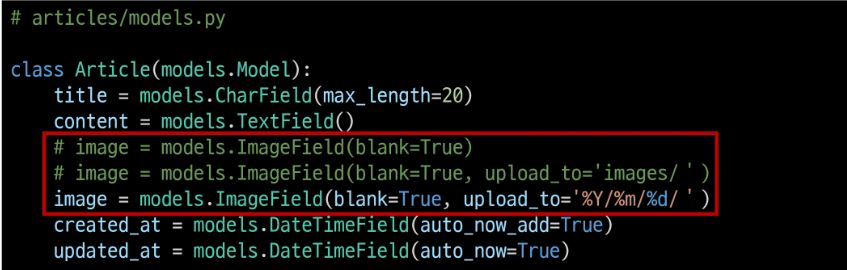 # articles/models.py
class Article(models.Model):
title = models.CharField(max_length=20)
content = models.TextField()
# image = models.ImageField(blank=True)
# image = models.ImageField(blank=True, upload_to='images/ ')
image = models.ImageField(blank=True, upload_to='%Y/%m/%d/ ')
created_at = models.DateTimeField(auto_now_add=True)
updated_at = models.DateTimeField(auto_now=True)